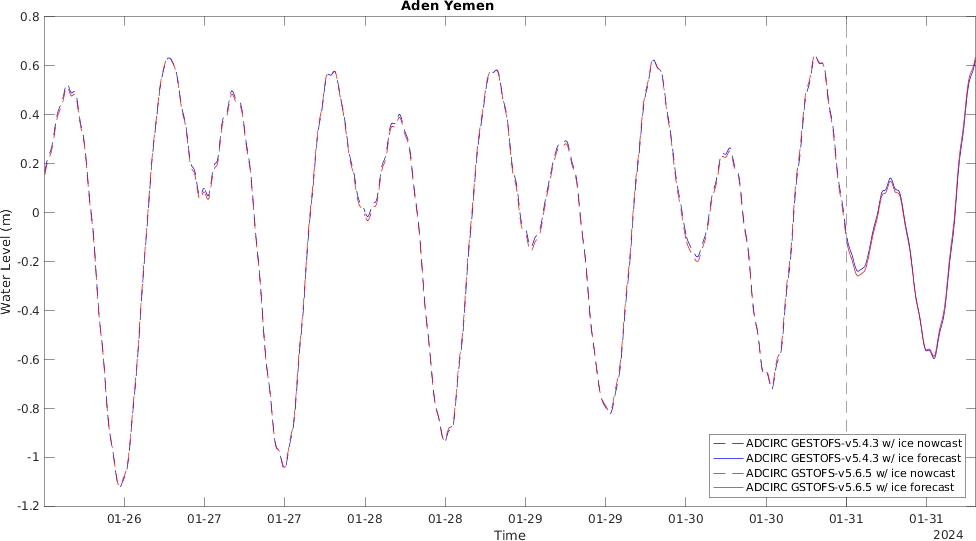 Aden Yemen
0.8
0.6
0.4
0.2
0
-0.2
-0.4
-0.6
-0.8
-1
-1.2
Water Level (m)
ADCIRC GESTOFS-v5.4.3 w/ ice nowcast
ADCIRC GESTOFS-v5.4.3 w/ ice forecast
ADCIRC GSTOFS-v5.6.5 w/ ice nowcast
ADCIRC GSTOFS-v5.6.5 w/ ice forecast
01-26 01-27 01-27 01-28 01-28 01-29 01-29 01-30 01-30 01-31 01-31
Time 2024